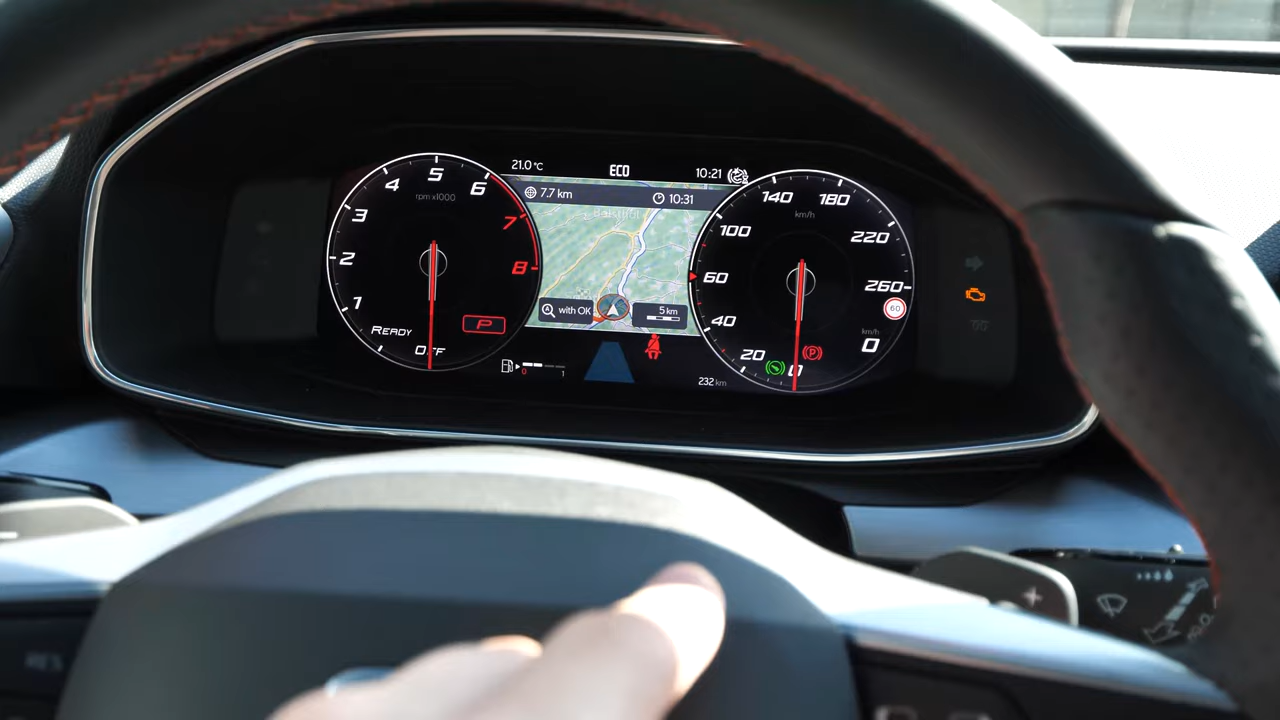 21.0 °C
ECO
10:21
7.7 km
10:31
with OK
5 km
rpm x1000
OFF
READY
1
2
3
4
5
6
7
8
P
0
1
km/h
0
20
40
60
100
140
180
220
260
60
km/h
0
P
232 km
+